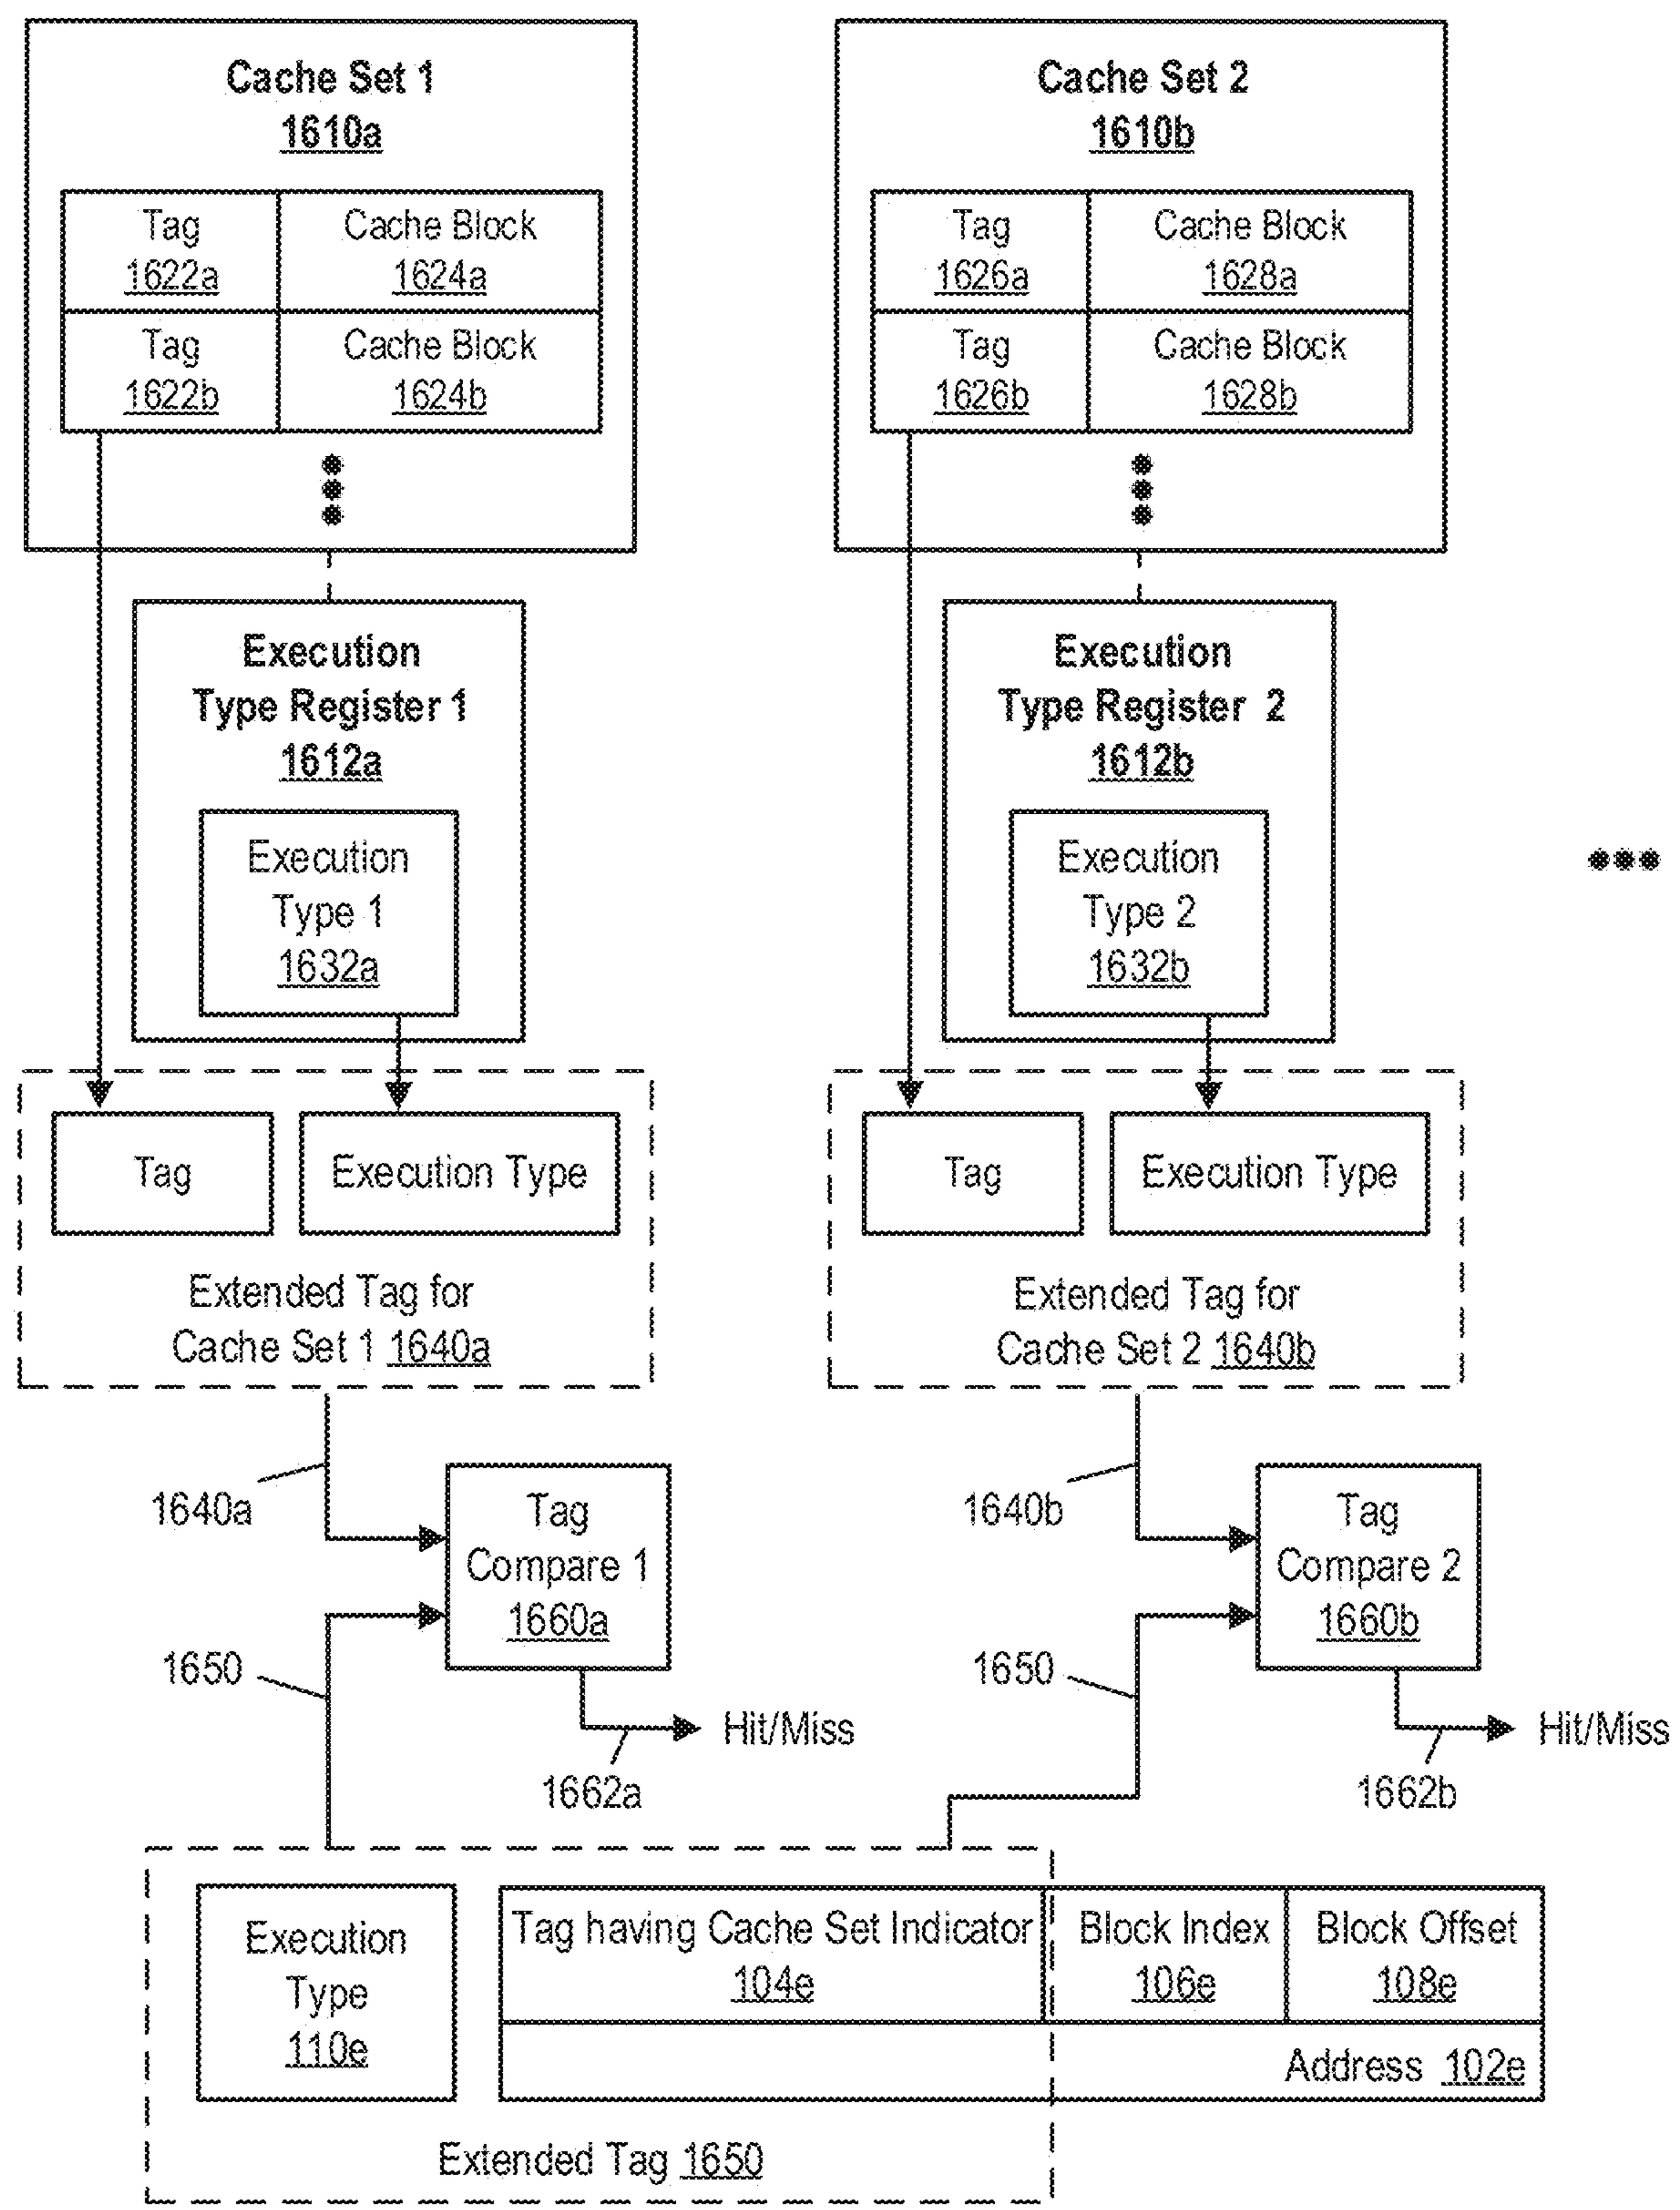 Cache Set 1
1610a
Tag
1622a
Cache Block
1624a
Tag
1622b
Cache Block
1624b
Cache Set 2
1610b
Tag
1626a
Cache Block
1628a
Tag
1626b
Cache Block
1628b
Execution
Type Register 1
1612a
Execution
Type 1
1632a
Execution
Type Register 2
1612b
Execution
Type 2
1632b
Tag
Execution Type
Extended Tag for
Cache Set 1 1640a
Tag
Execution Type
Extended Tag for
Cache Set 2 1640b
1640a
Tag
Compare 1
1660a
1650
Hit/Miss
1662a
1640b
Tag
Compare 2
1660b
1650
Hit/Miss
1662b
Execution
Type
110e
Tag having Cache Set Indicator
104e
Block Index
106e
Block Offset
108e
Address 102e
Extended Tag 1650